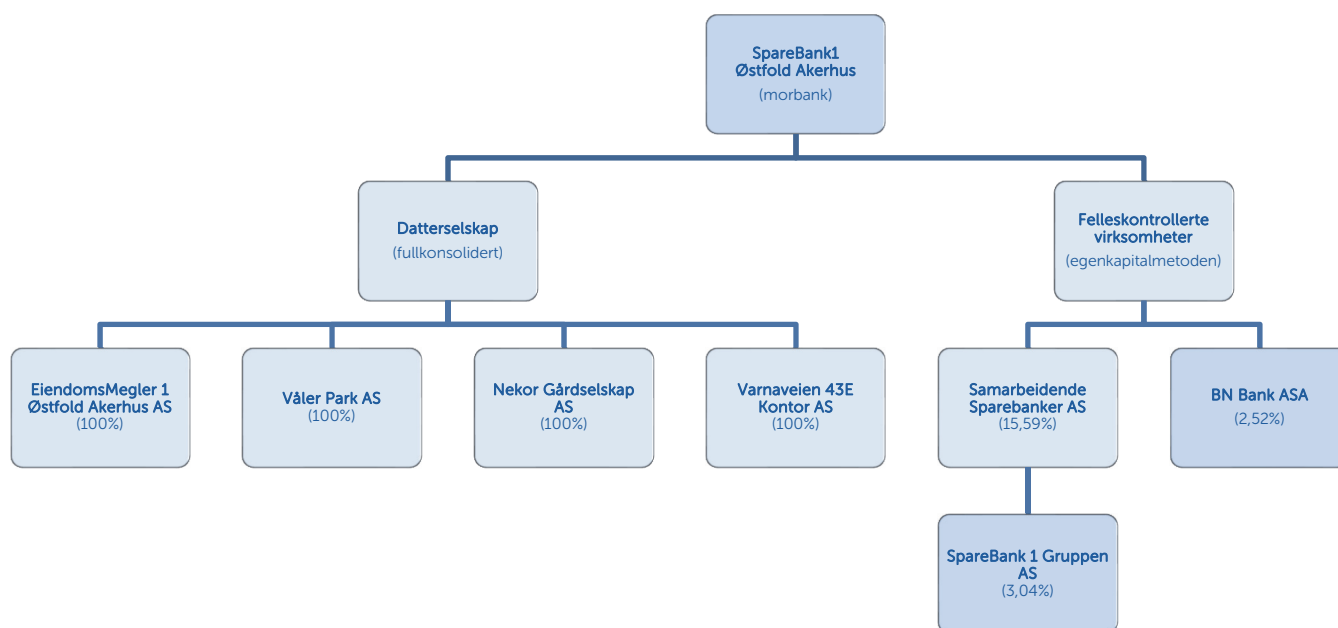 SpareBank1
Østfold Akerhus
(morbank)
Datterselskap
(fullkonsolidert)
Felleskontrollerte
virksomheter
(egenkapitalmetoden)
EiendomsMegler 1
Østfold Akerhus AS
(100%)
Våler Park AS
(100%)
Nekor Gårdselskap
AS
(100%)
Varnaveien 43E
Kontor AS
(100%)
Samarbeidende
Sparebanker AS
(15,59%)
BN Bank ASA
(2,52%)
SpareBank 1 Gruppen
AS
(3,04%)